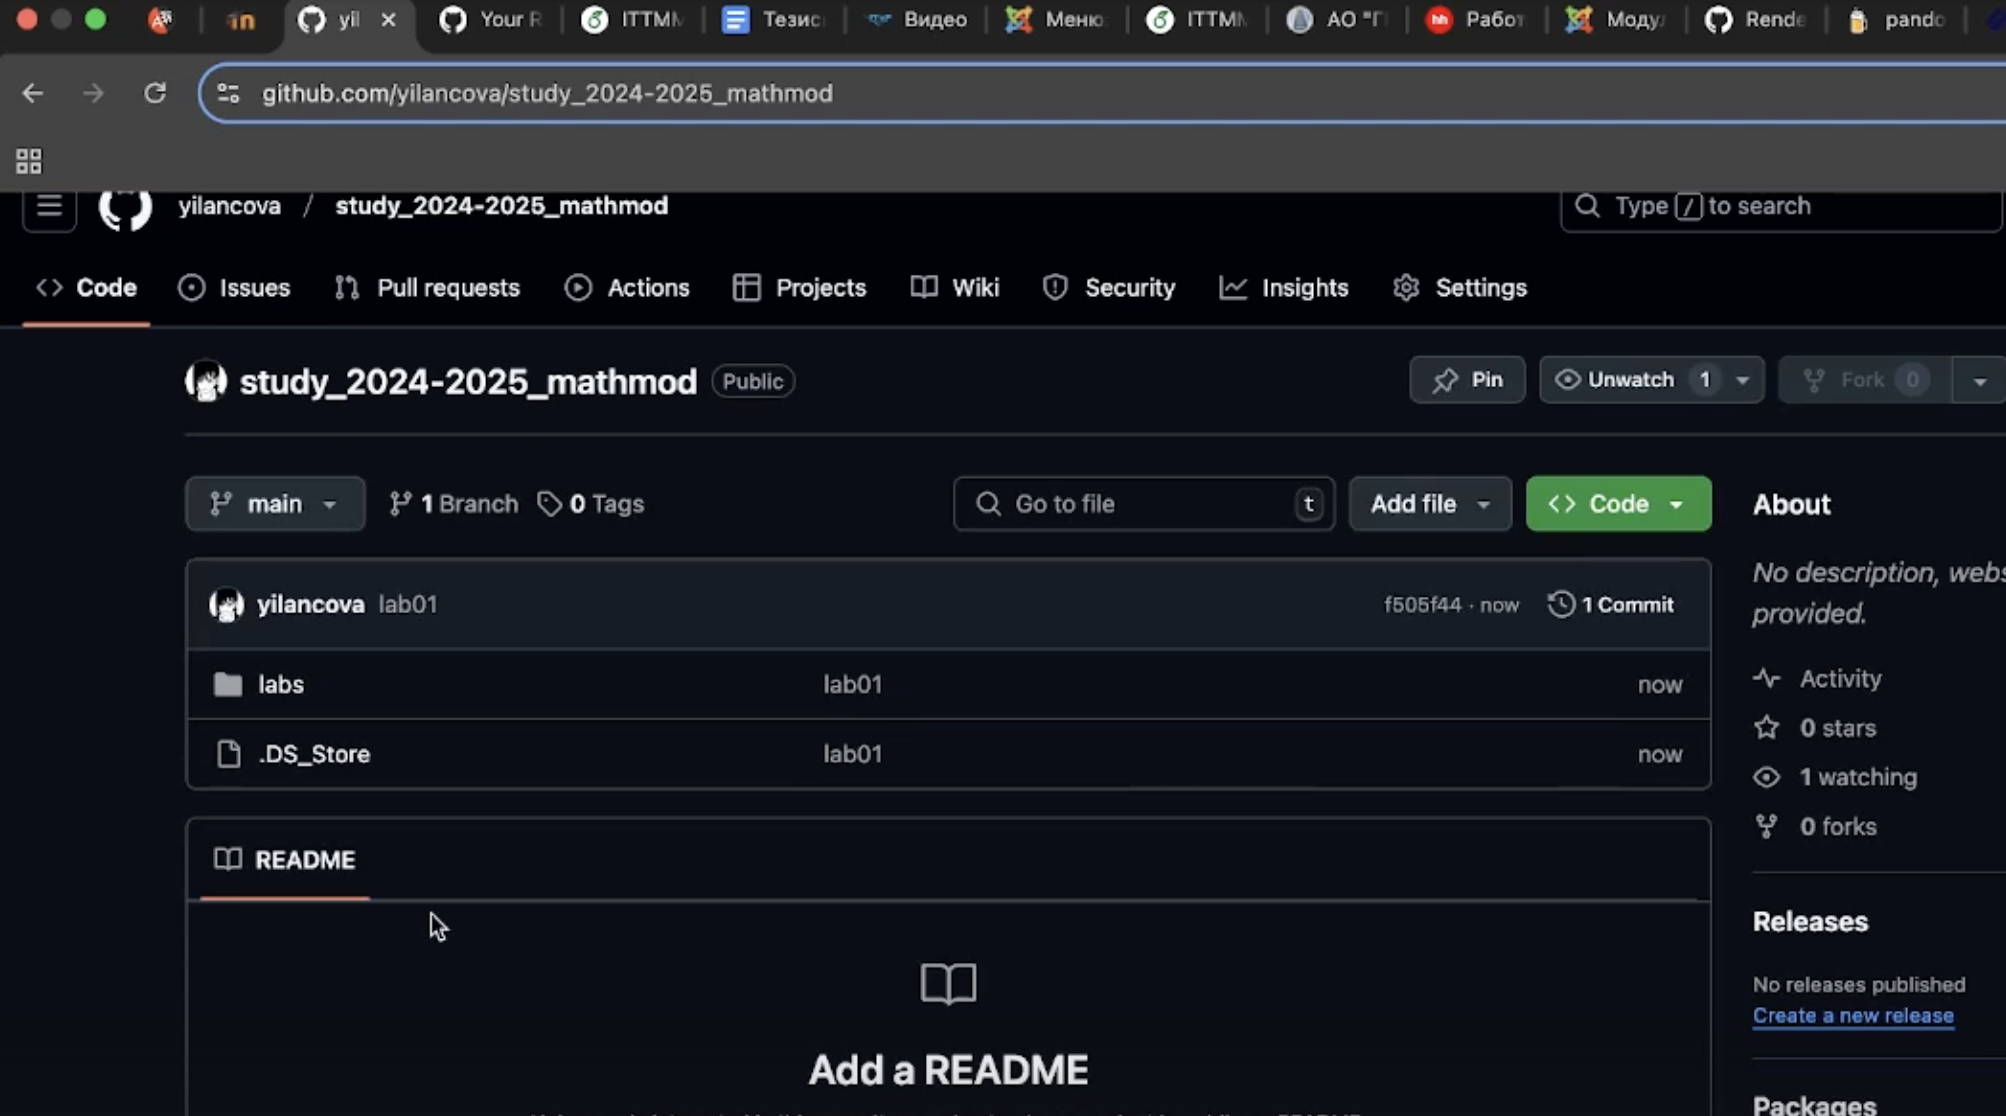 yil
Your R
ITTMM
Тезис
Видео
Меню
ITTMM
АО "Г
hh
Работ
Моду
Rende
pando
github.com/yilancova/study_2024-2025_mathmod
yilancova / study_2024-2025_mathmod
Type / to search
Code Issues Pull requests Actions Projects Wiki Security Insights Settings
study_2024-2025_mathmod Public
Pin
Unwatch 1
Fork 0
main
1 Branch
0 Tags
Go to file t
Add file
Code
yilancova lab01 f505f44 · now 1 Commit
labs lab01 now
.DS_Store lab01 now
README
Add a README
About
No description, webs
provided.
Activity
0 stars
1 watching
0 forks
Releases
No releases published
Create a new release
Packages